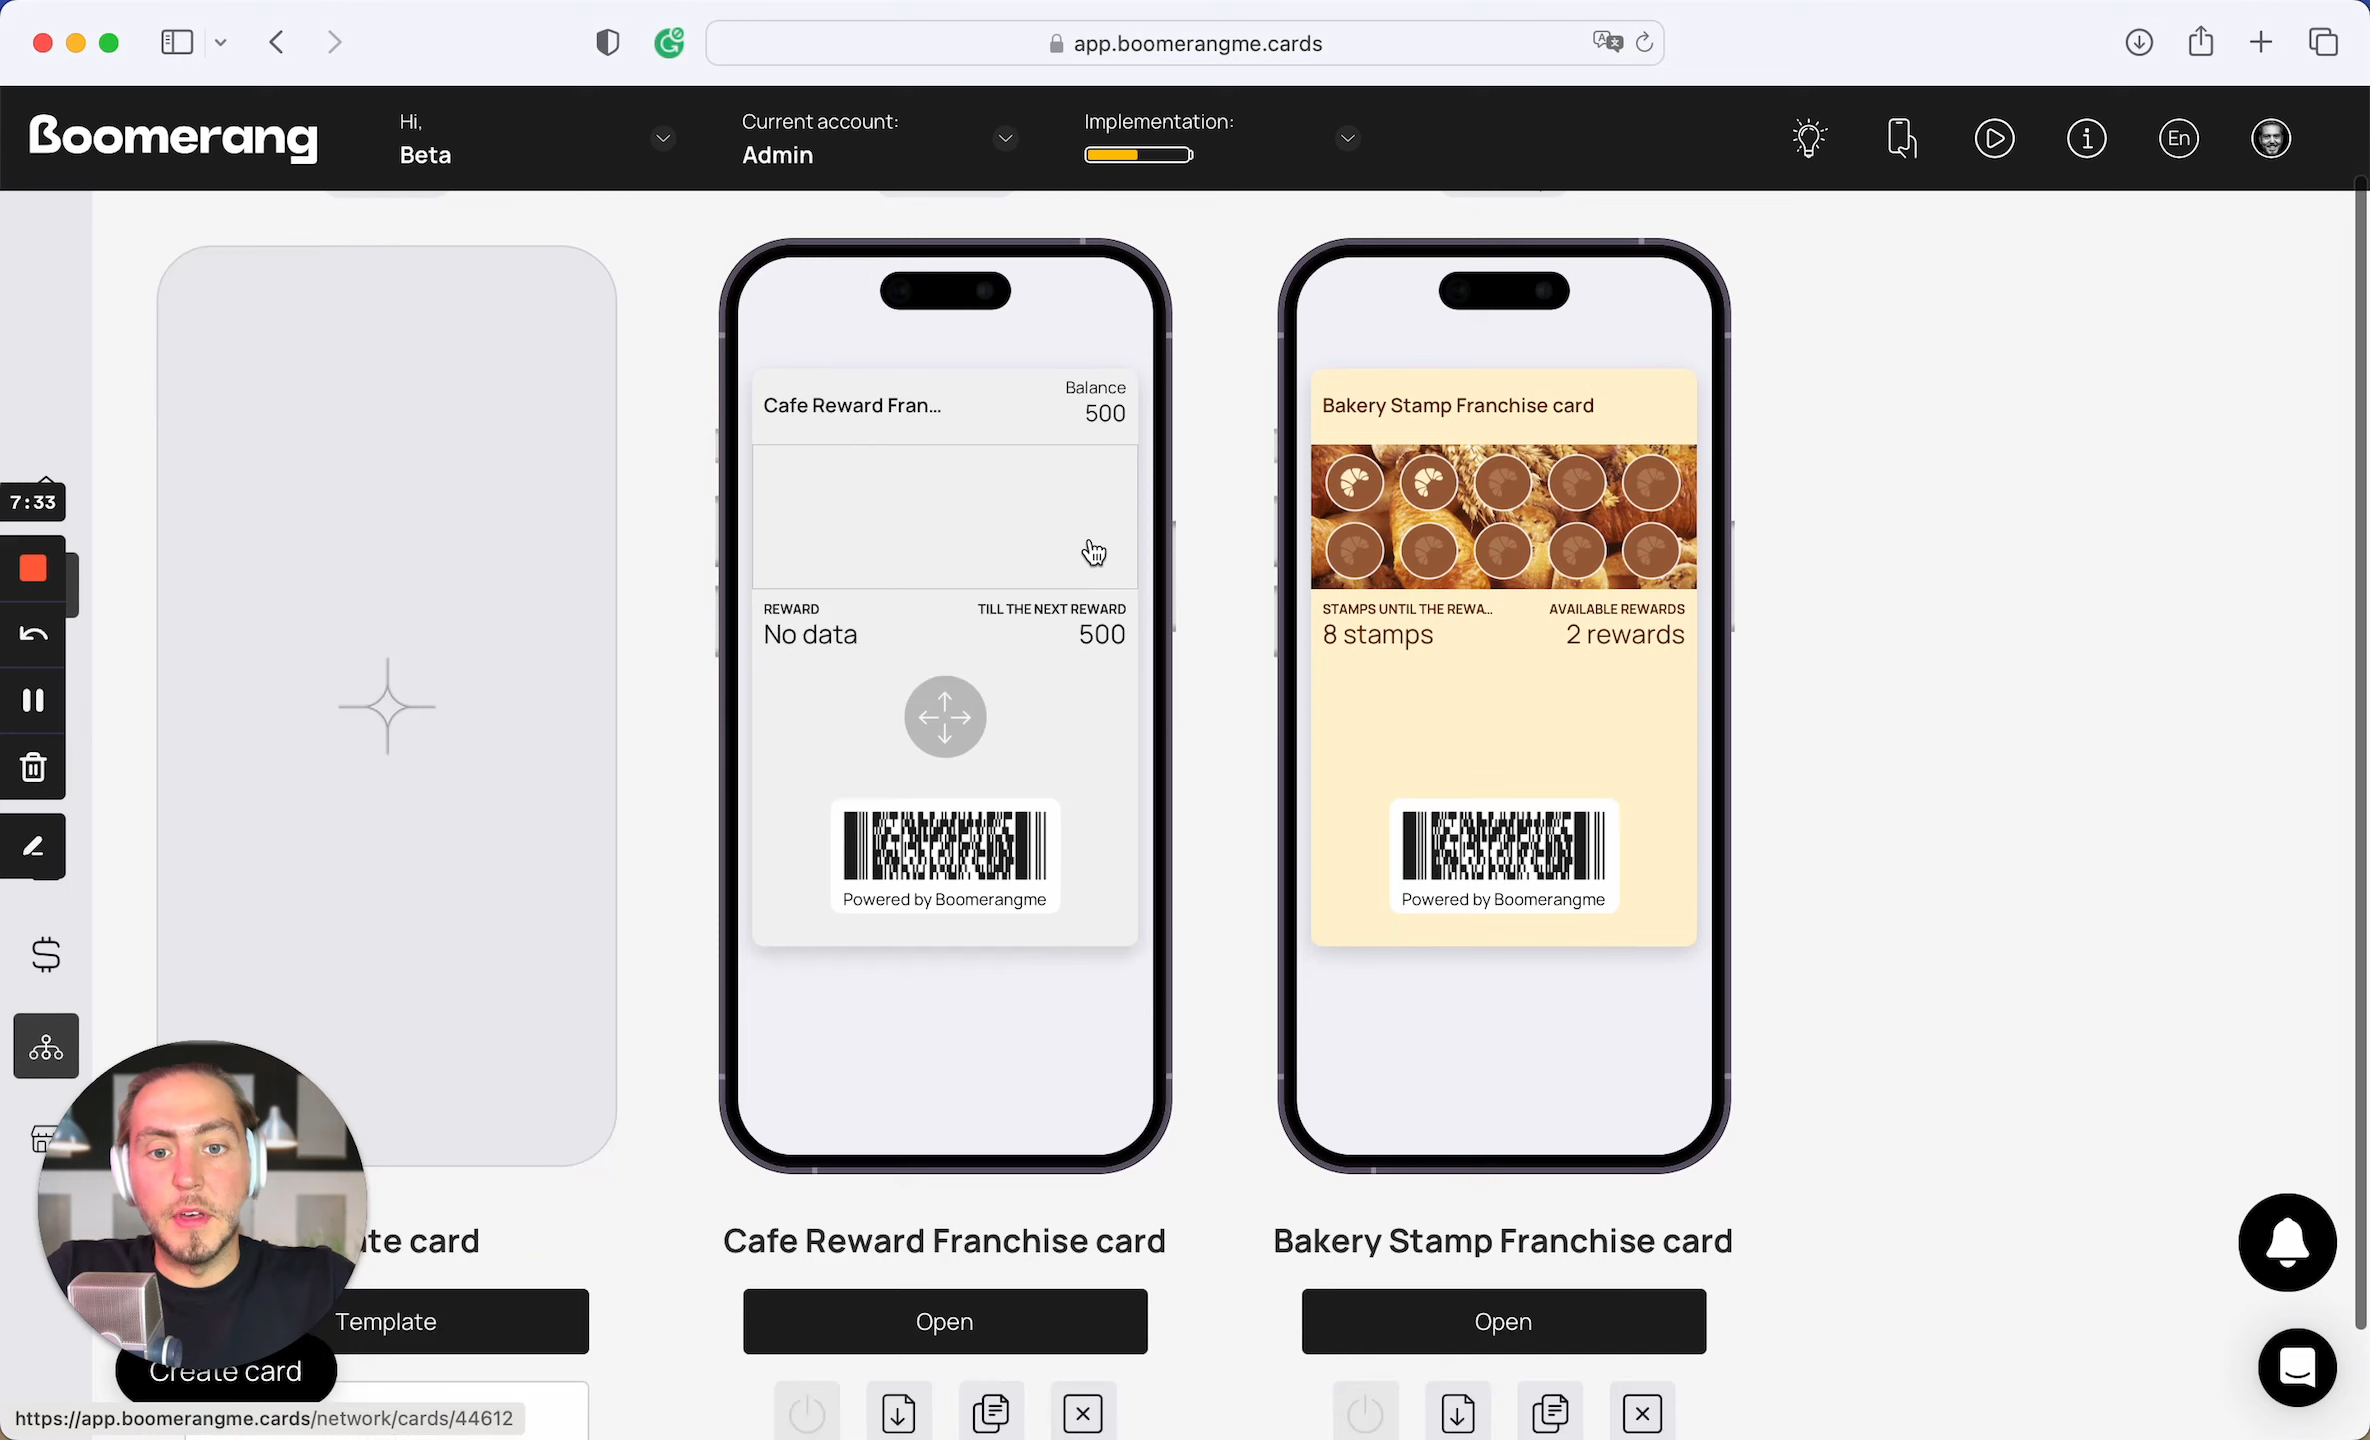 app.boomerangme.cards
Boomerang
Hi,
Beta
Current account:
Admin
Implementation:
En
7:33
Cafe Reward Fran...
Balance
500
REWARD
No data
TILL THE NEXT REWARD
500
Powered by Boomerangme
Bakery Stamp Franchise card
STAMPS UNTIL THE REWA...
8 stamps
AVAILABLE REWARDS
2 rewards
Powered by Boomerangme
te card
Cafe Reward Franchise card
Bakery Stamp Franchise card
Template
Open
Open
Create card
https://app.boomerangme.cards/network/cards/44612